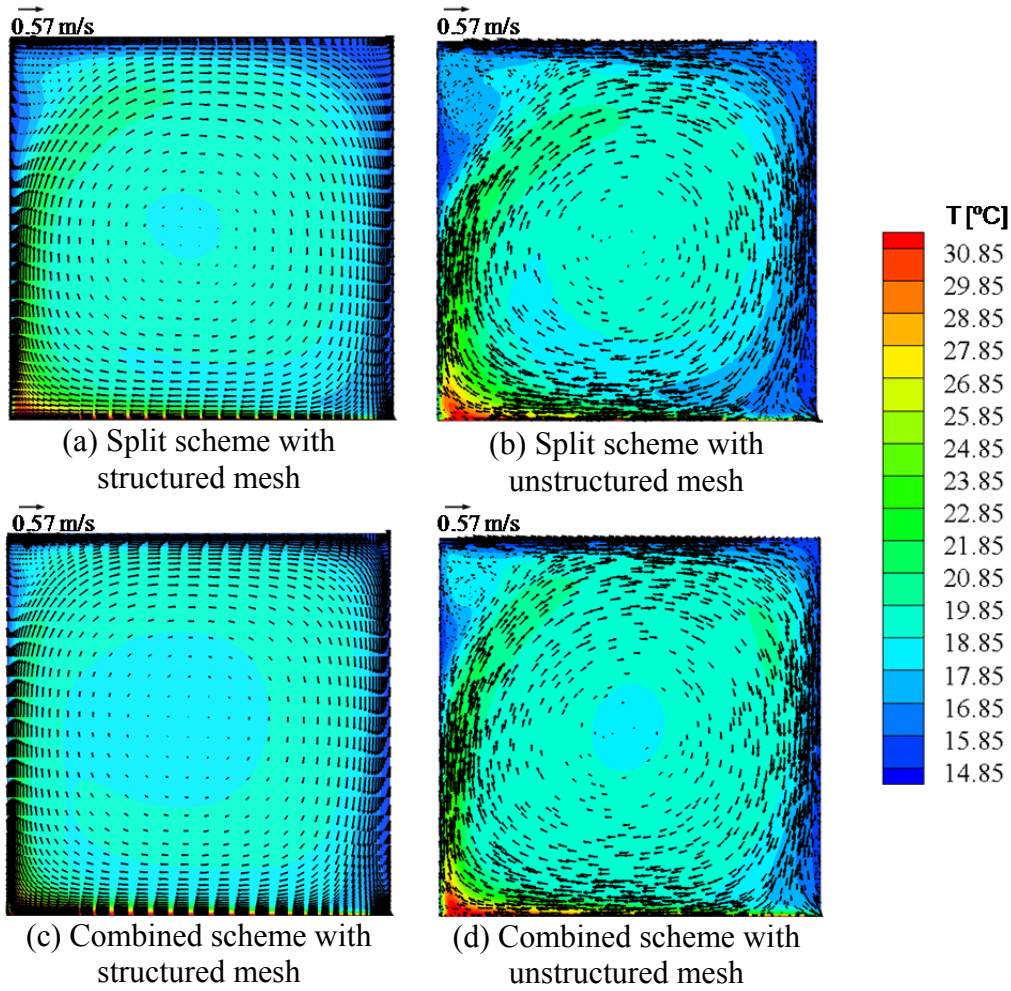 0.57 m/s
0.57 m/s
(a) Split scheme with
structured mesh
(b) Split scheme with
unstructured mesh
0.57 m/s
0.57 m/s
(c) Combined scheme with
structured mesh
(d) Combined scheme with
unstructured mesh
T [ºC]
30.85
29.85
28.85
27.85
26.85
25.85
24.85
23.85
22.85
21.85
20.85
19.85
18.85
17.85
16.85
15.85
14.85